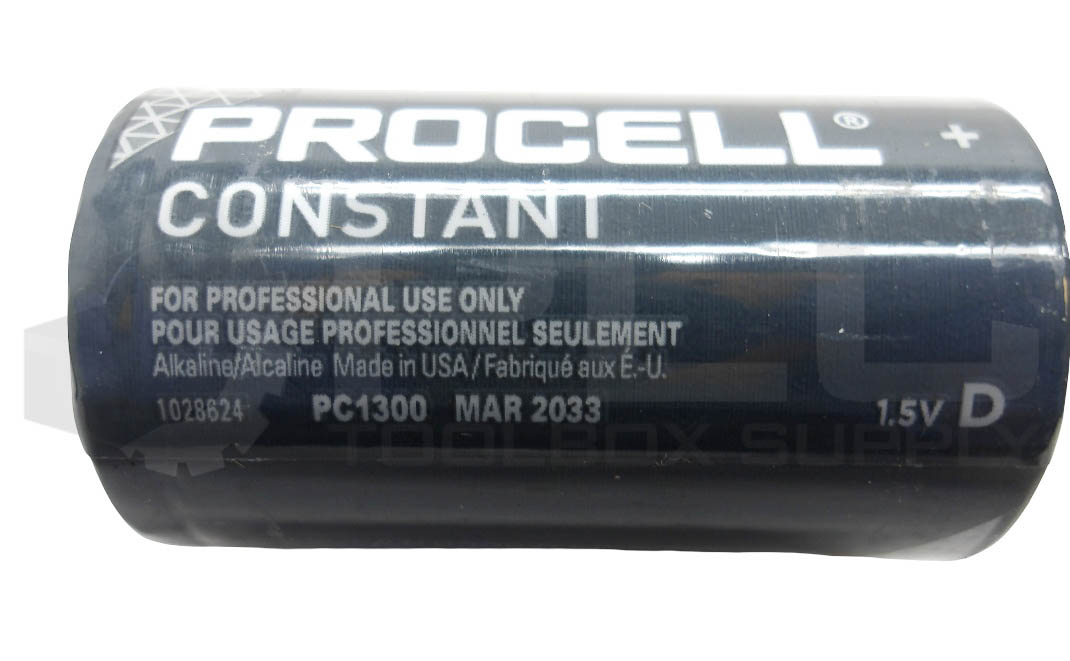 PROCELL® +
CONSTANT
FOR PROFESSIONAL USE ONLY
POUR USAGE PROFESSIONNEL SEULEMENT
Alkaline/Alcaline Made in USA / Fabriqué aux É.-U.
1028624 PC1300 MAR 2033 1.5V D
PLC
TOOLBOX SUPPLY